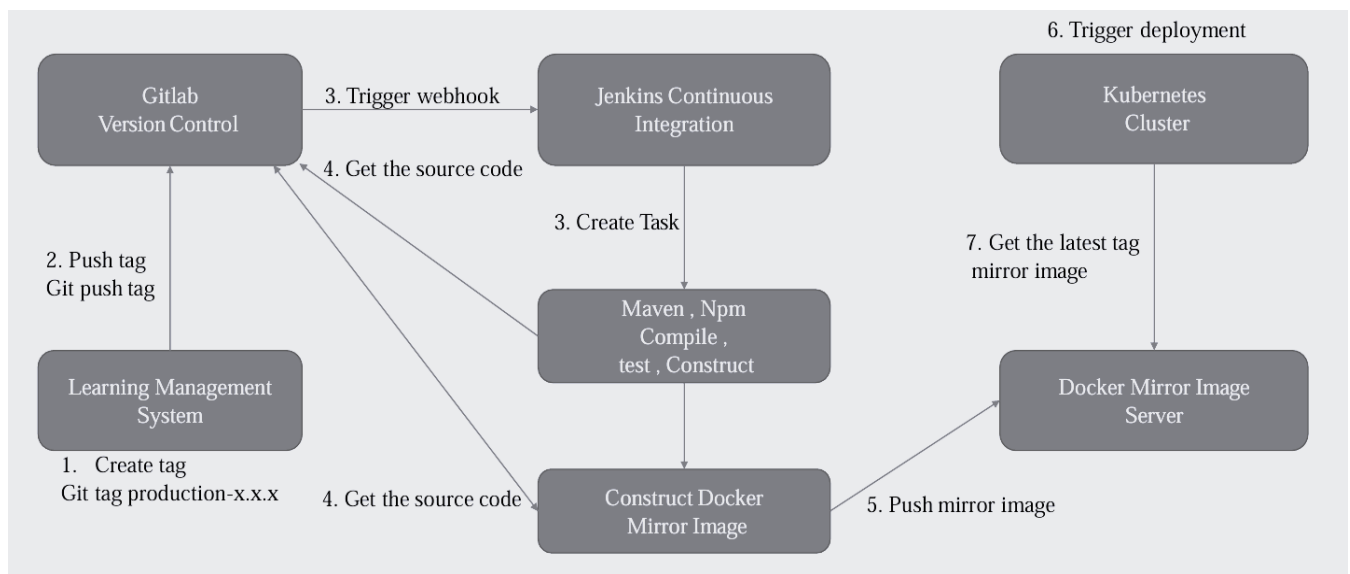 6. Trigger deployment
Gitlab
Version Control
3. Trigger webhook
Jenkins Continuous
Integration
Kubernetes
Cluster
4. Get the source code
3. Create Task
2. Push tag
Git push tag
7. Get the latest tag
mirror image
Maven , Npm
Compile ,
test , Construct
Learning Management
System
Docker Mirror Image
Server
1. Create tag
Git tag production-x.x.x
4. Get the source code
Construct Docker
Mirror Image
5. Push mirror image